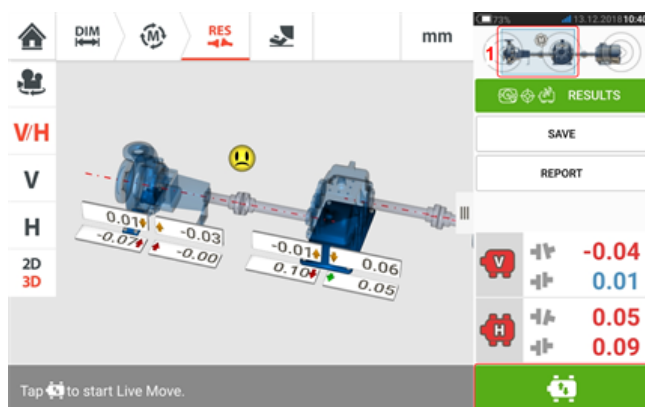 DIM
M
RES
mm
73%
13.12.2018 10:40
1
M
RESULTS
SAVE
REPORT
V/H
V
H
2D
3D
0.01
-0.03
-0.07
-0.00
-0.01
0.06
0.10
0.05
V
-0.04
0.01
H
0.05
0.09
Tap to start Live Move.